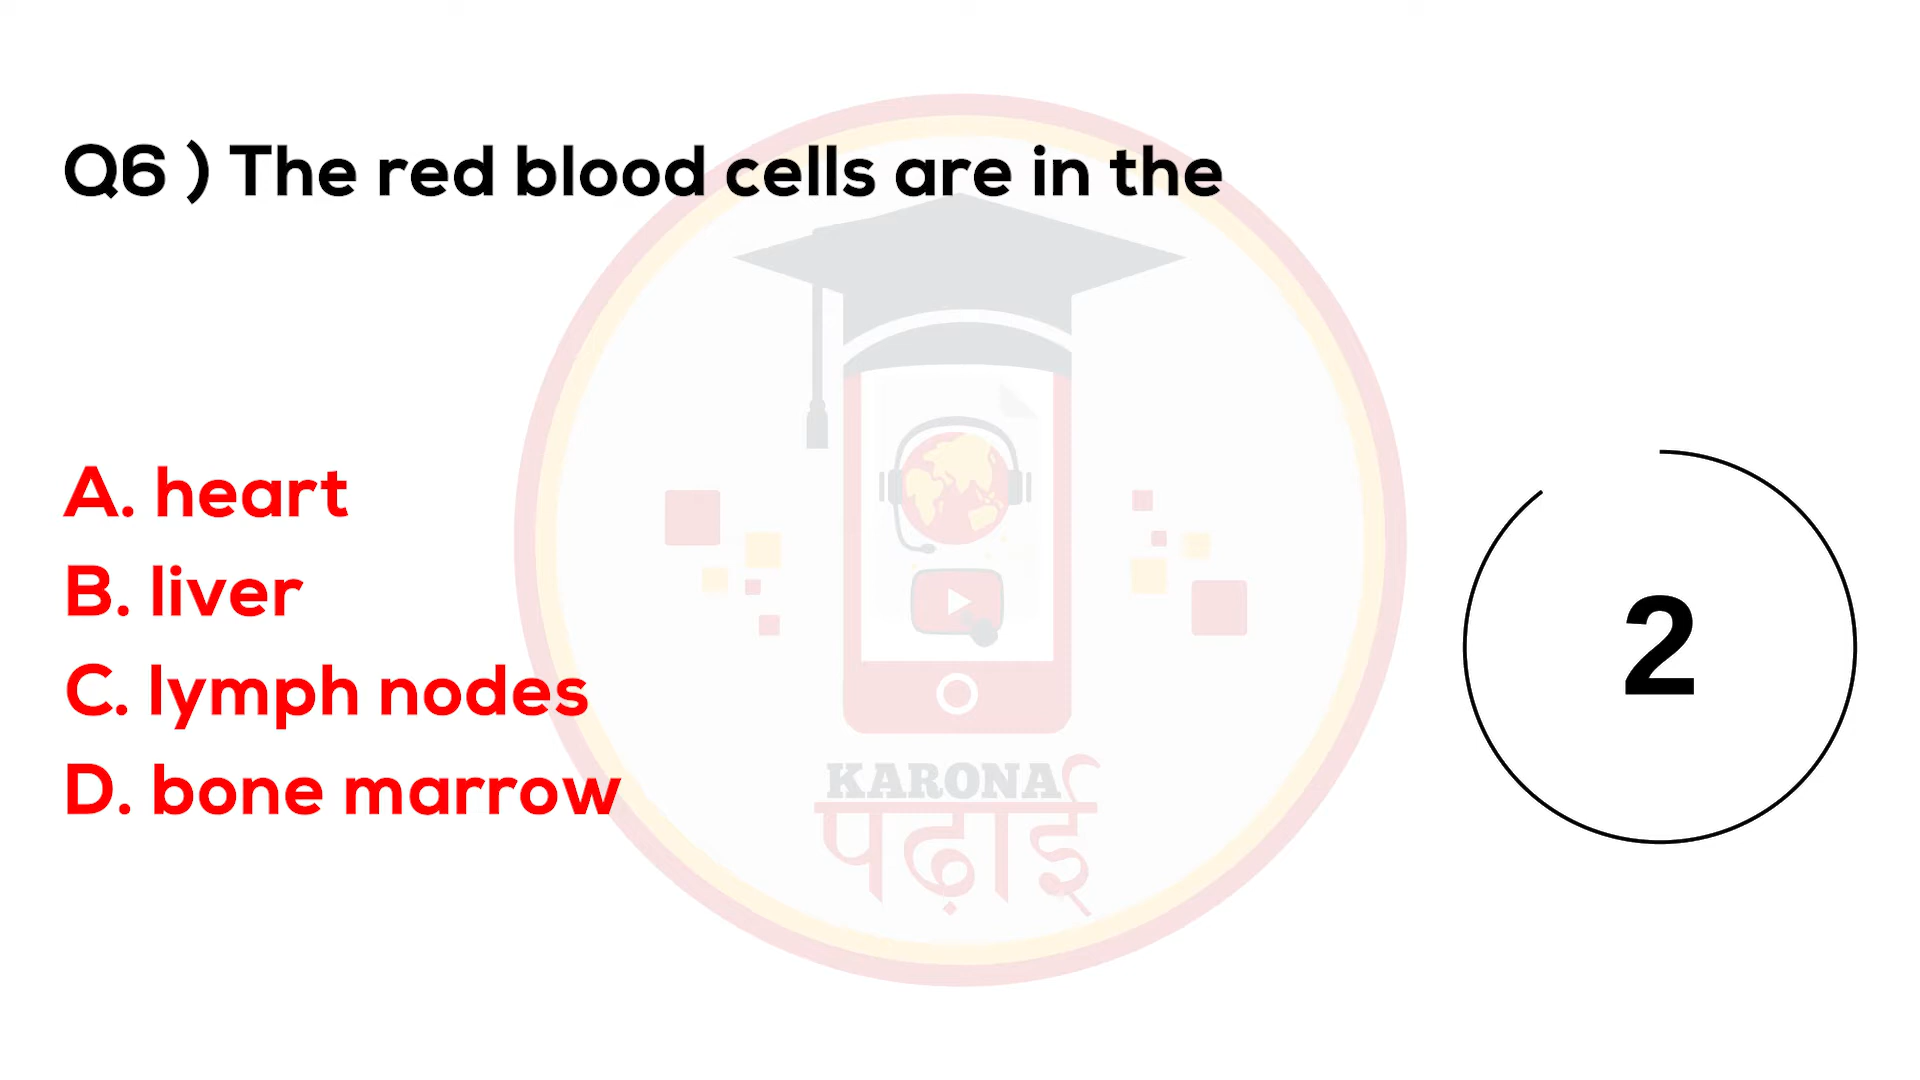 Q6 ) The red blood cells are in the
A. heart
B. liver
C. lymph nodes
D. bone marrow
2
KARONA
पढ़ाई